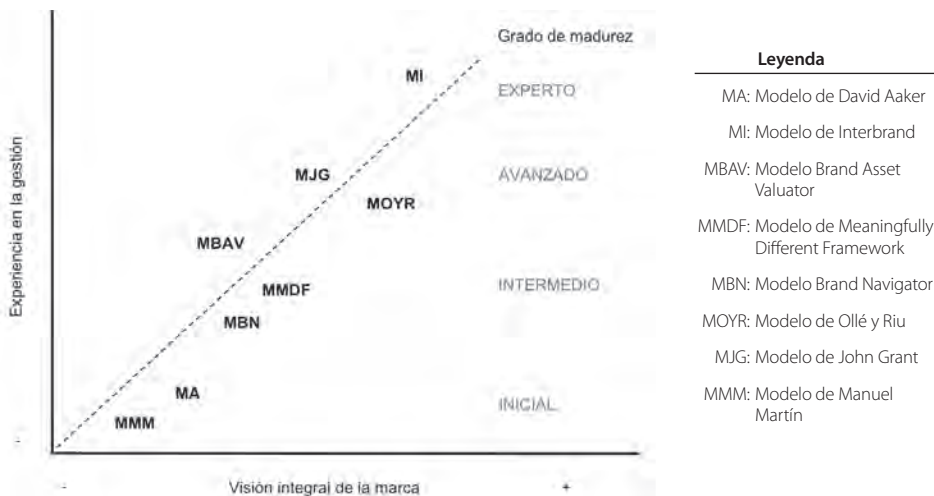 Grado de madurez
MI
EXPERTO
MJG
AVANZADO
MOYR
MBAV
MMDF
INTERMEDIO
MBN
MA
INICIAL
MMM
Experiencia en la gestión
-
-
Visión integral de la marca
+
Leyenda
MA: Modelo de David Aaker
MI: Modelo de Interbrand
MBAV: Modelo Brand Asset
Valuator
MMDF: Modelo de Meaningfully
Different Framework
MBN: Modelo Brand Navigator
MOYR: Modelo de Ollé y Riu
MJG: Modelo de John Grant
MMM: Modelo de Manuel
Martín